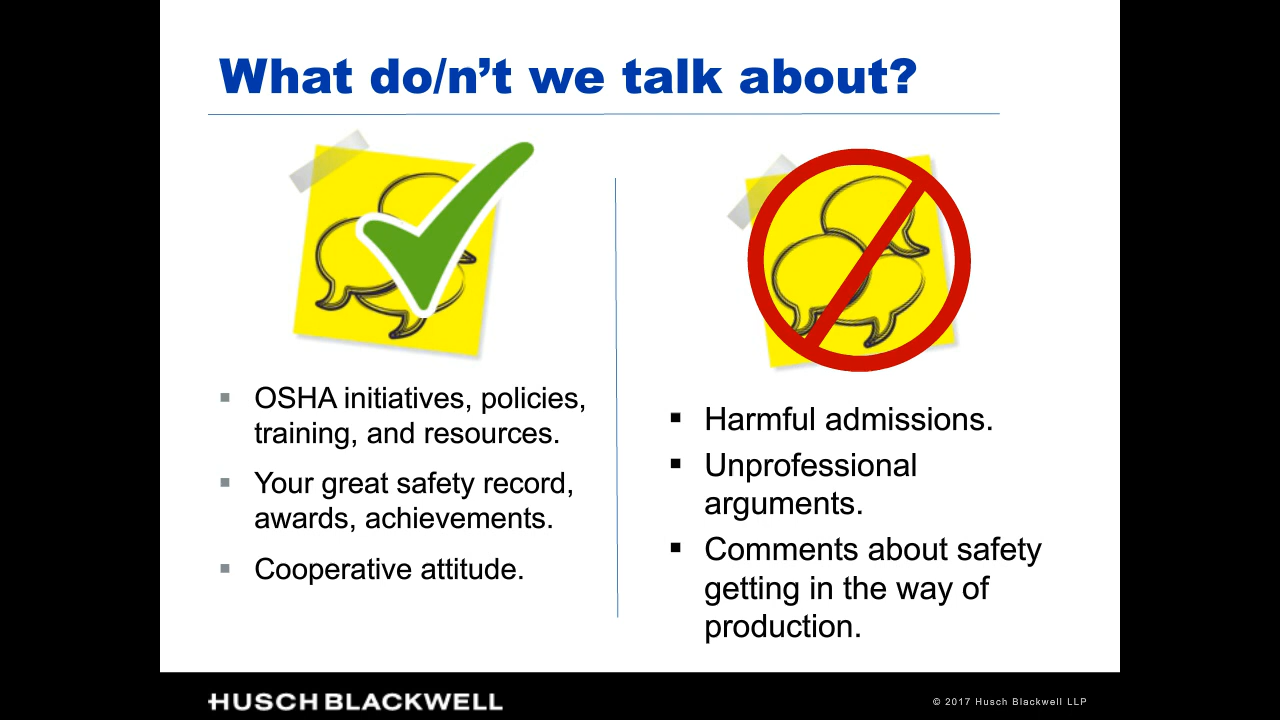 What do/n’t we talk about?
▪ OSHA initiatives, policies,
training, and resources.
▪ Your great safety record,
awards, achievements.
▪ Cooperative attitude.
▪ Harmful admissions.
▪ Unprofessional
arguments.
▪ Comments about safety
getting in the way of
production.
HUSCH BLACKWELL
© 2017 Husch Blackwell LLP